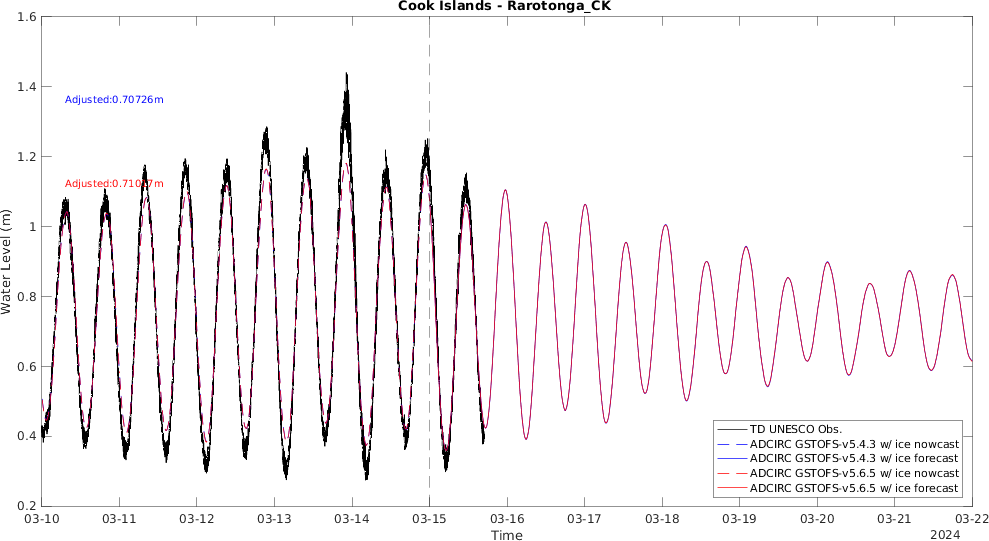 Cook Islands - Rarotonga_CK
1.6
1.4
1.2
1
0.8
0.6
0.4
0.2
Water Level (m)
Adjusted:0.70726m
TD UNESCO Obs.
ADCIRC GSTOFS-v5.4.3 w/ ice nowcast
ADCIRC GSTOFS-v5.4.3 w/ ice forecast
ADCIRC GSTOFS-v5.6.5 w/ ice nowcast
ADCIRC GSTOFS-v5.6.5 w/ ice forecast
03-10 03-11 03-12 03-13 03-14 03-15 03-16 03-17 03-18 03-19 03-20 03-21 03-22
Time
2024